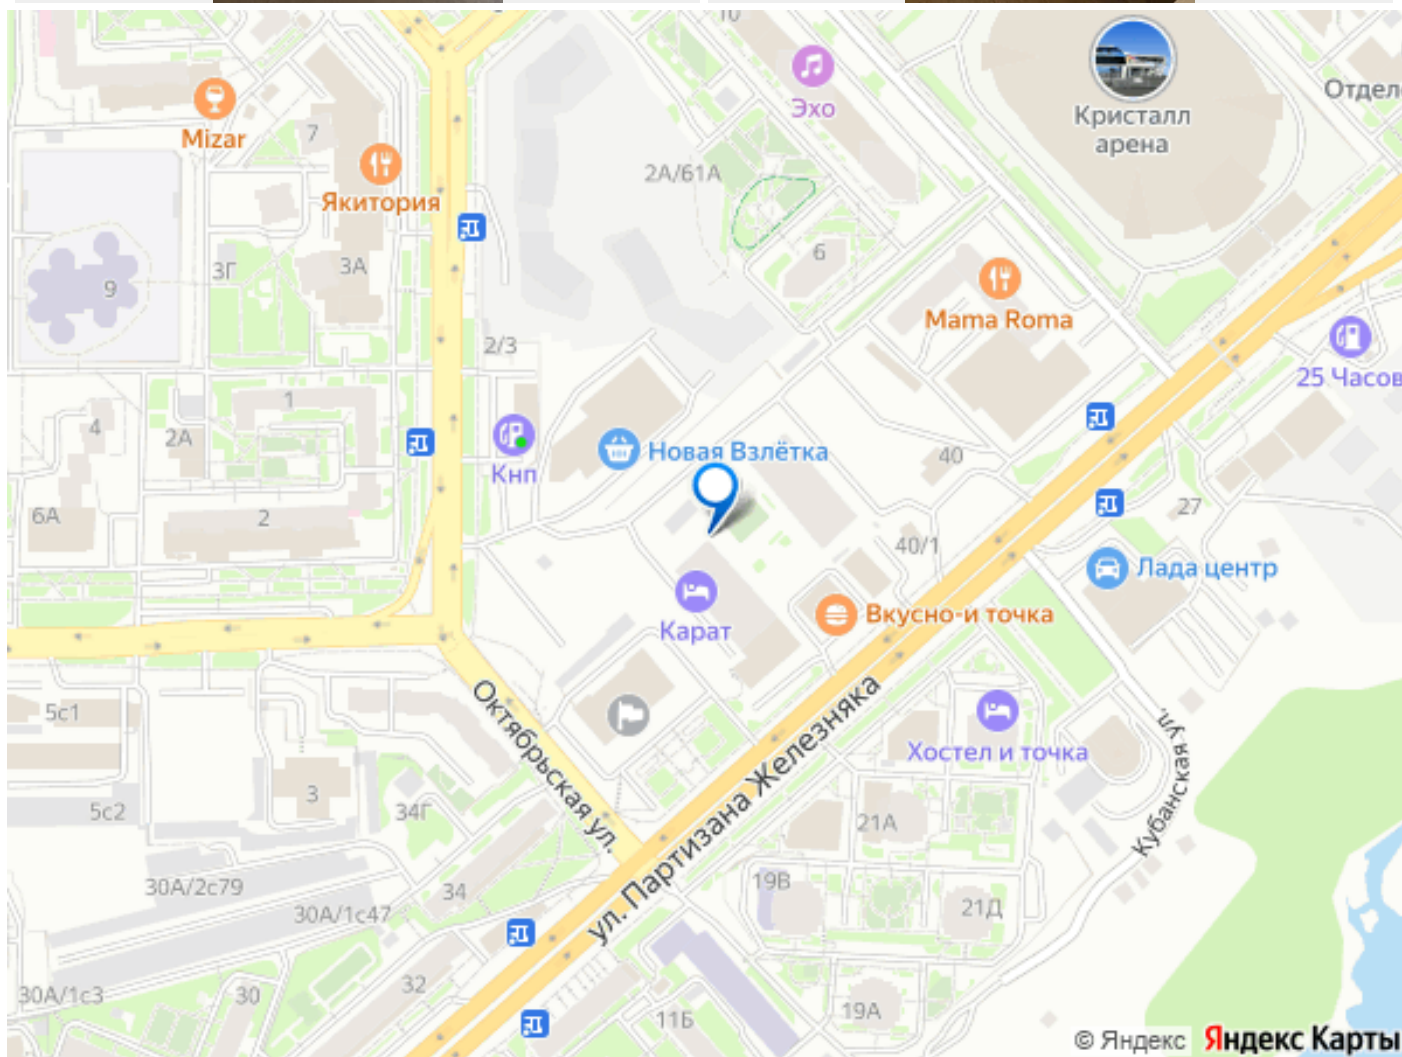 10
Эхо
Кристалл
арена
Отдел
Mizar
7
Якитория
2А/61А
3Г
3А
9
6
Mama Roma
2/3
25 Часов
1
4
2А
Кнп
Новая Взлётка
40
6А
2
27
40/1
Лада центр
Карат
Вкусно-и точка
Октябрьская ул.
ул. Партизана Железняка
Хостел и точка
Кубанская ул.
5с1
5с2
3
34Г
21А
30А/2с79
34
19В
30А/1с47
21Д
30А/1с3
30
32
11Б
19А
© Яндекс Яндекс Карты